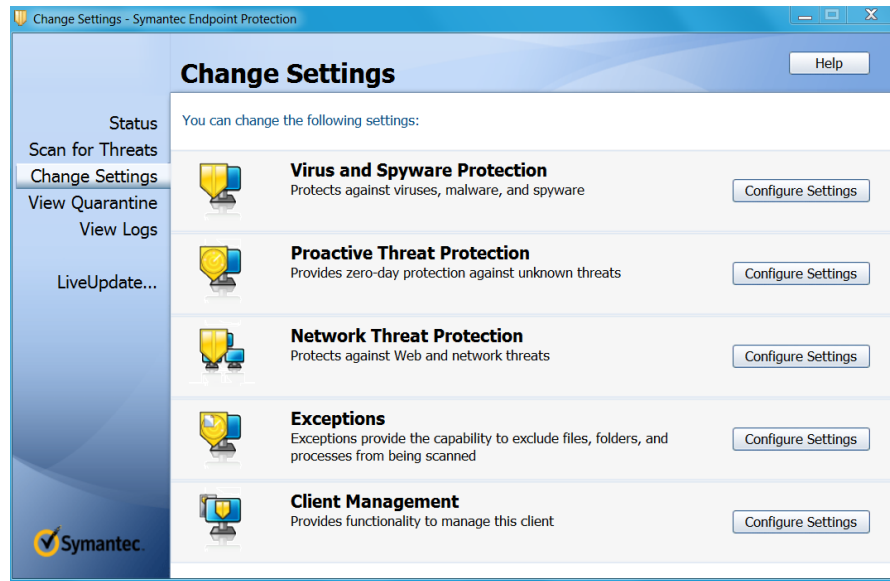 Change Settings - Symantec Endpoint Protection
Change Settings
Help
Status
Scan for Threats
Change Settings
View Quarantine
View Logs
LiveUpdate...
You can change the following settings:
Virus and Spyware Protection
Protects against viruses, malware, and spyware
Configure Settings
Proactive Threat Protection
Provides zero-day protection against unknown threats
Configure Settings
Network Threat Protection
Protects against Web and network threats
Configure Settings
Exceptions
Exceptions provide the capability to exclude files, folders, and
processes from being scanned
Configure Settings
Client Management
Provides functionality to manage this client
Configure Settings
Symantec.